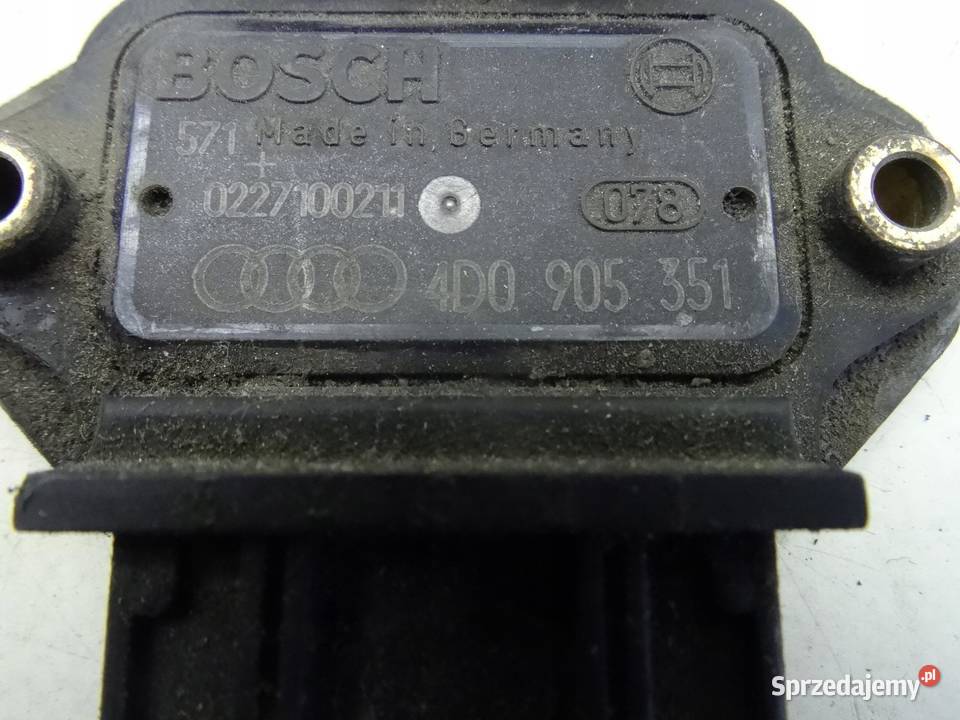 BOSCH
571 Made in Germany
+
0227100211
078
4D0 905 351
Sprzedajemy.pl